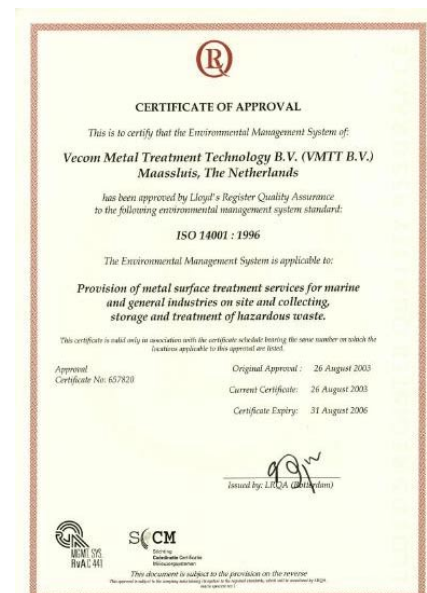 LRQ
CERTIFICATE OF APPROVAL
This is to certify that the Environmental Management System of:
Vecom Metal Treatment Technology B.V. (VMTT B.V.)
Maassluis, The Netherlands
has been approved by Lloyd's Register Quality Assurance
to the following environmental management system standard:
ISO 14001 : 1996
The Environmental Management System is applicable to:
Provision of metal surface treatment services for marine
and general industries on site and collecting,
storage and treatment of hazardous waste.
This certificate is valid only in association with the certificate schedule bearing the same number on which the
locations applicable to this approval are listed.
Approval
Certificate No: 657820
Original Approval : 26 August 2003
Current Certificate: 26 August 2003
Certificate Expiry: 31 August 2006
Issued by: LRQA (Rotterdam)
MGMT. SYS.
RvA C 441
SCCM
Stichting
Coördinatie Certificatie
Milieuzorgsystemen
This document is subject to the provision on the reverse